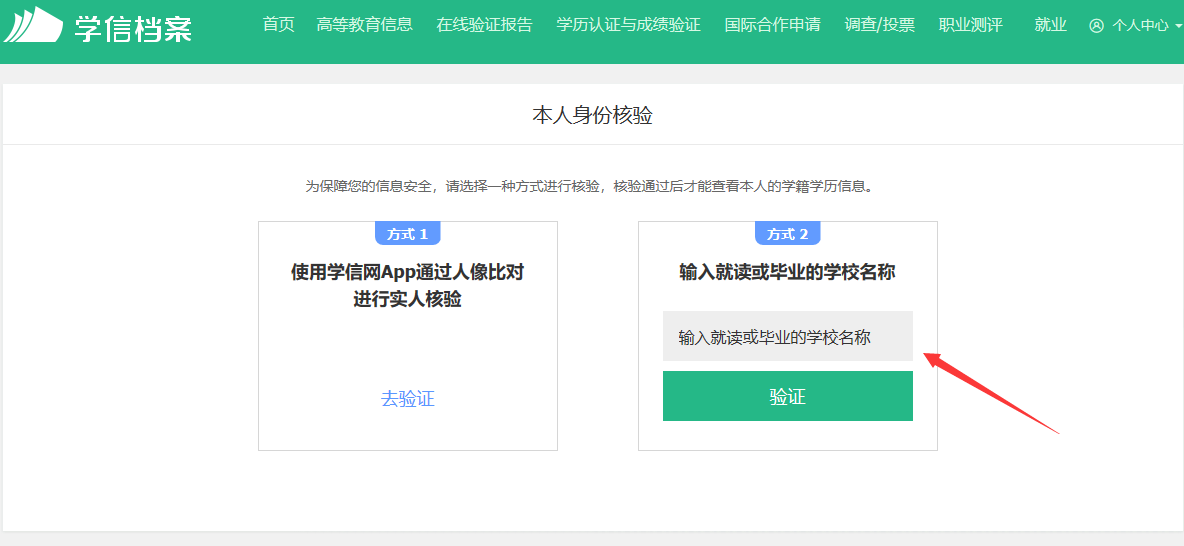 学信档案 首页 高等教育信息 在线验证报告 学历认证与成绩验证 国际合作申请 调查/投票 职业测评 就业 个人中心
本人身份核验
为保障您的信息安全，请选择一种方式进行核验，核验通过后才能查看本人的学籍学历信息。
方式 1
使用学信网App通过人像比对
进行实人核验
去验证
方式 2
输入就读或毕业的学校名称
输入就读或毕业的学校名称
验证